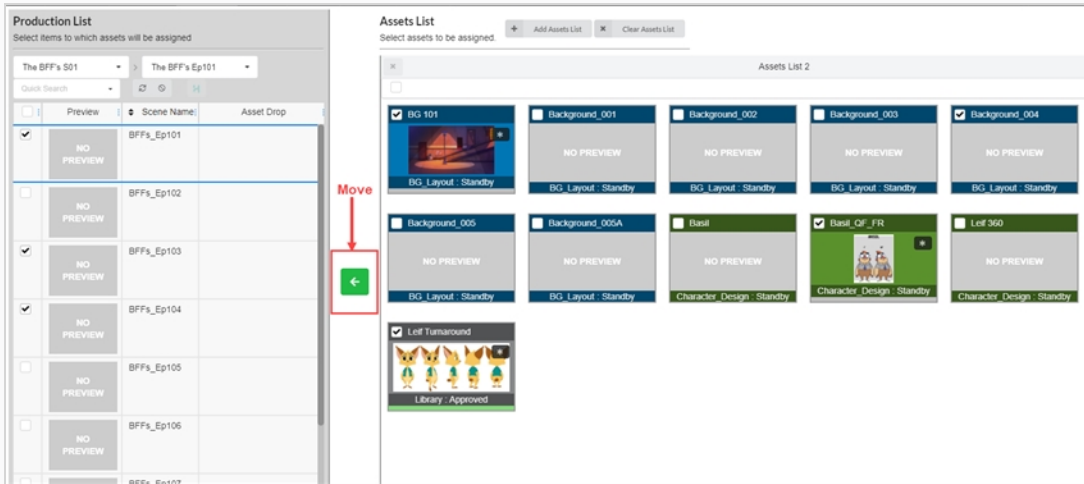 Production List
Select items to which assets will be assigned
The BFF's S01
>
The BFF's Ep101
Quick Search
Preview
Scene Name
Asset Drop
NO PREVIEW
BFFs_Ep101
NO PREVIEW
BFFs_Ep102
NO PREVIEW
BFFs_Ep103
NO PREVIEW
BFFs_Ep104
NO PREVIEW
BFFs_Ep105
NO PREVIEW
BFFs_Ep106
BFFs_Ep107
Move
Assets List
Select assets to be assigned.
+ Add Assets List
× Clear Assets List
×
Assets List 2
BG 101
BG_Layout : Standby
Background_001
NO PREVIEW
BG_Layout : Standby
Background_002
NO PREVIEW
BG_Layout : Standby
Background_003
NO PREVIEW
BG_Layout : Standby
Background_004
NO PREVIEW
BG_Layout : Standby
Background_005
NO PREVIEW
BG_Layout : Standby
Background_005A
NO PREVIEW
BG_Layout : Standby
Basil
NO PREVIEW
Character_Design : Standby
Basil_QF_FR
Character_Design : Standby
Leif 360
NO PREVIEW
Character_Design : Standby
Leif Turnaround
Library : Approved